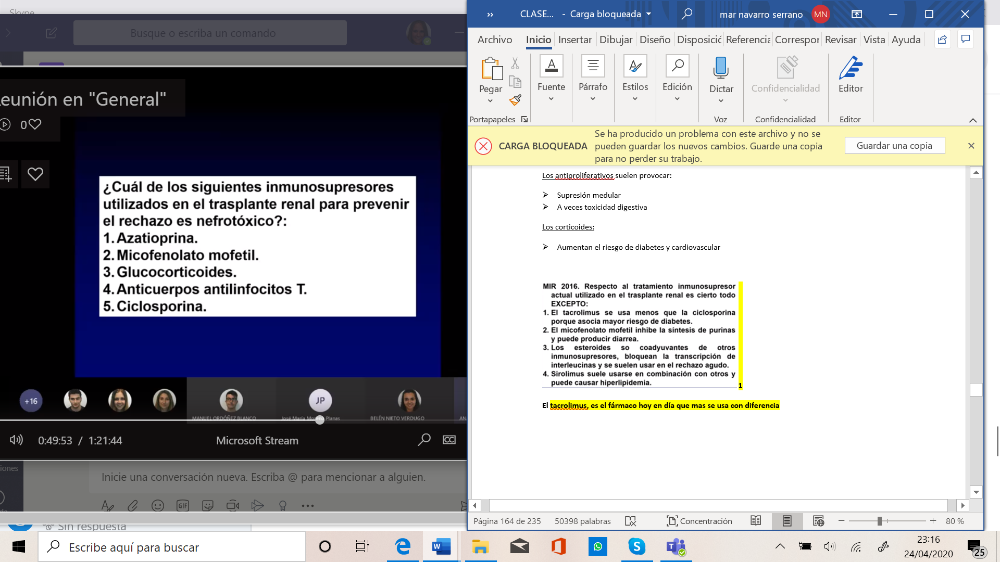 Skype
Busque o escriba un comando
eunión en "General"
0
¿Cuál de los siguientes inmunosupresores
utilizados en el trasplante renal para prevenir
el rechazo es nefrotóxico?:
1. Azatioprina.
2. Micofenolato mofetil.
3. Glucocorticoides.
4. Anticuerpos antilinfocitos T.
5. Ciclosporina.
+16
MANUEL ORDÓÑEZ BLANCO
JP
José María Moreno Planas
BELÉN NIETO VERDUGO
AN
0:49:53 / 1:21:44
Microsoft Stream
CC
iones
Inicie una conversación nueva. Escriba @ para mencionar a alguien.
GIF
Sin respuesta
CLASE... - Carga bloqueada
mar navarro serrano
MN
Archivo Inicio Insertar Dibujar Diseño Disposició Referencia Correspor Revisar Vista Ayuda
Pegar
Fuente
Párrafo
Estilos
Edición
Dictar
Confidencialidad
Editor
Portapapeles
Voz
Confidencialidad
Editor
CARGA BLOQUEADA
Se ha producido un problema con este archivo y no se
pueden guardar los nuevos cambios. Guarde una copia
para no perder su trabajo.
Guardar una copia
Los antiproliferativos suelen provocar:
Supresión medular
A veces toxicidad digestiva
Los corticoides:
Aumentan el riesgo de diabetes y cardiovascular
MIR 2016. Respecto al tratamiento inmunosupresor
actual utilizado en el trasplante renal es cierto todo
EXCEPTO:
1. El tacrolimus se usa menos que la ciclosporina
porque asocia mayor riesgo de diabetes.
2. El micofenolato mofetil inhibe la síntesis de purinas
y puede producir diarrea.
3. Los esteroides so coadyuvantes de otros
inmunosupresores, bloquean la transcripción de
interleucinas y se suelen usar en el rechazo agudo.
4. Sirolimus suele usarse en combinación con otros y
puede causar hiperlipidemia.
1
El tacrolimus, es el fármaco hoy en día que mas se usa con diferencia
Página 164 de 235
50398 palabras
Concentración
80 %
Escribe aquí para buscar
23:16
24/04/2020
25